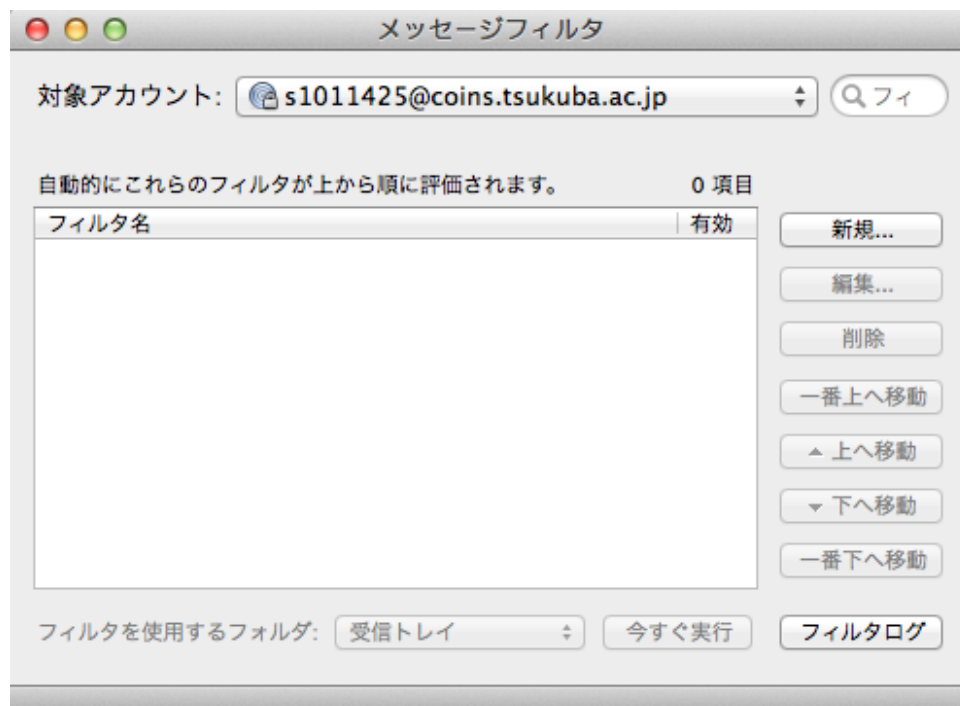 メッセージフィルタ
対象アカウント: s1011425@coins.tsukuba.ac.jp フィ
自動的にこれらのフィルタが上から順に評価されます。 0 項目
フィルタ名 有効
新規...
編集...
削除
一番上へ移動
上へ移動
下へ移動
一番下へ移動
フィルタを使用するフォルダ: 受信トレイ 今すぐ実行 フィルタログ